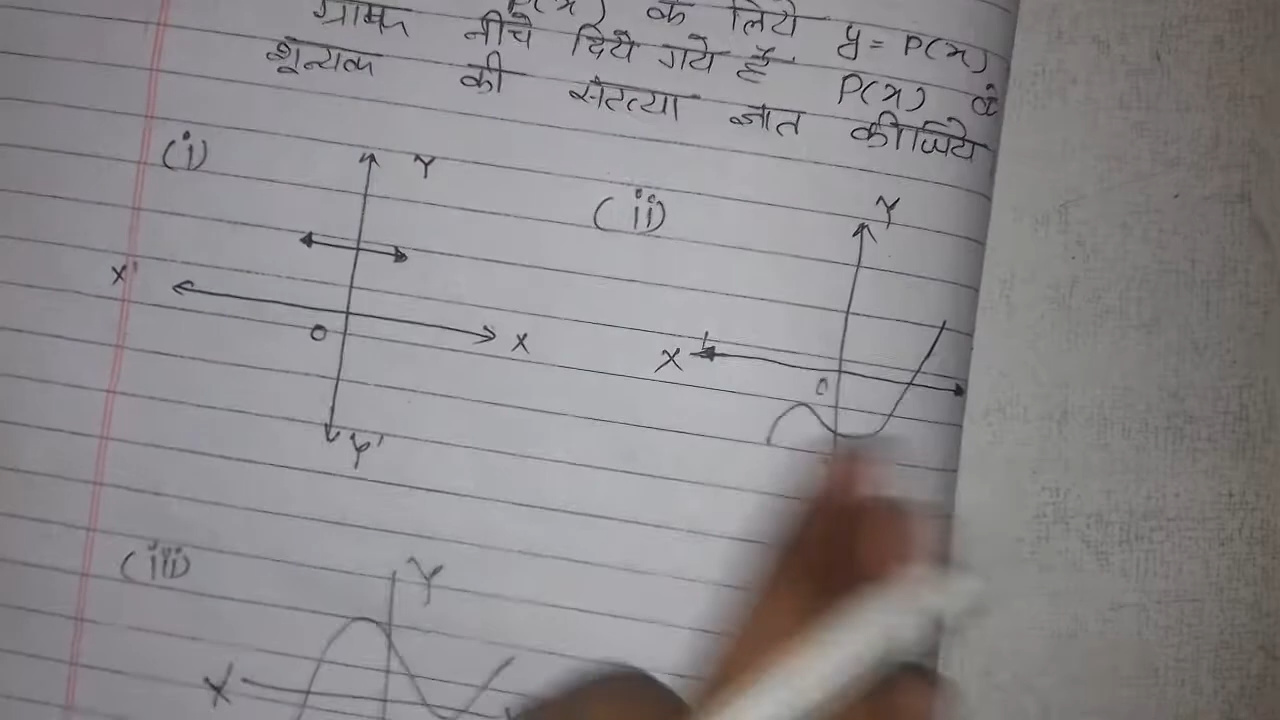 P(x) के लिये y = P(x)
ग्राफ नीचे दिये गये हैं. P(x) के
शून्यक की संख्या ज्ञात कीजिये
(i)
Y
X'
O
X
Y'
(ii)
Y
X
O
(iii)
Y
X